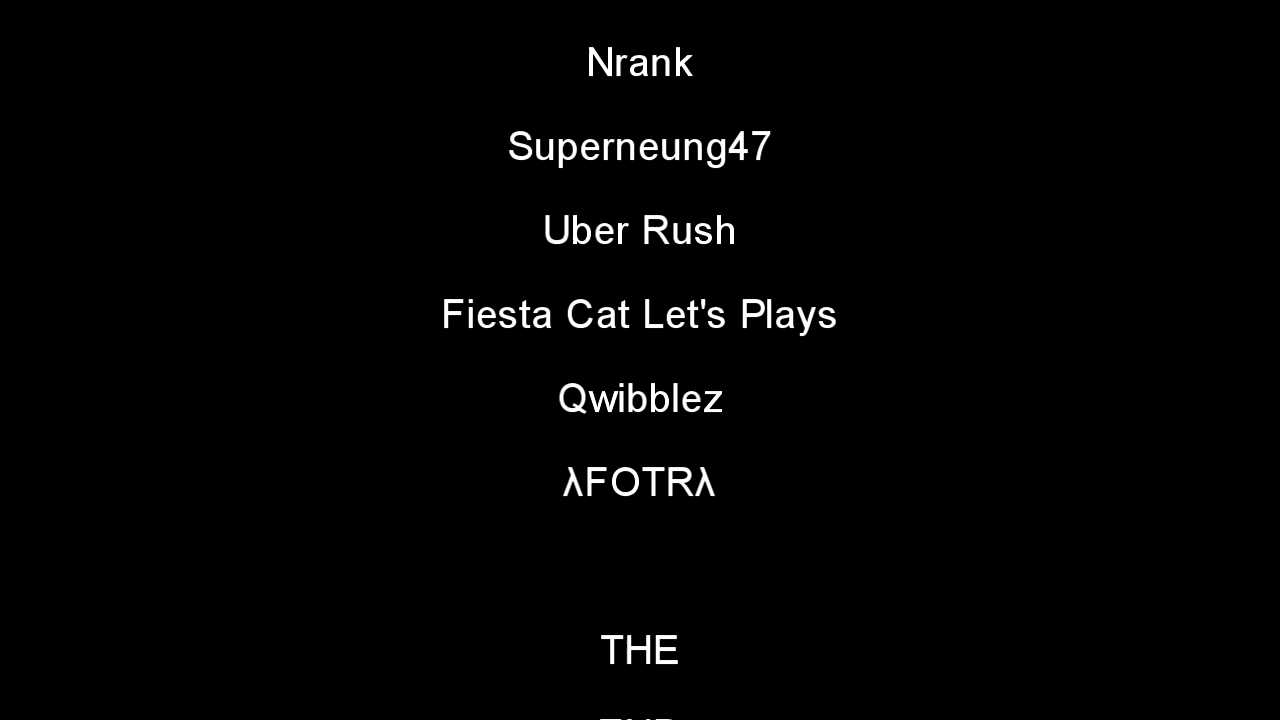 Nrank
Superneung47
Uber Rush
Fiesta Cat Let's Plays
Qwibblez
λFOTRλ
THE